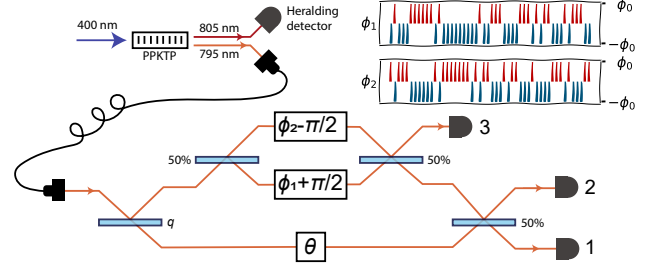 400 nm
PPKTP
805 nm
795 nm
Heralding
detector
ϕ₁
ϕ₀
−ϕ₀
ϕ₂
ϕ₀
−ϕ₀
50%
ϕ₂−π/2
ϕ₁+π/2
50%
3
q
θ
50%
2
1